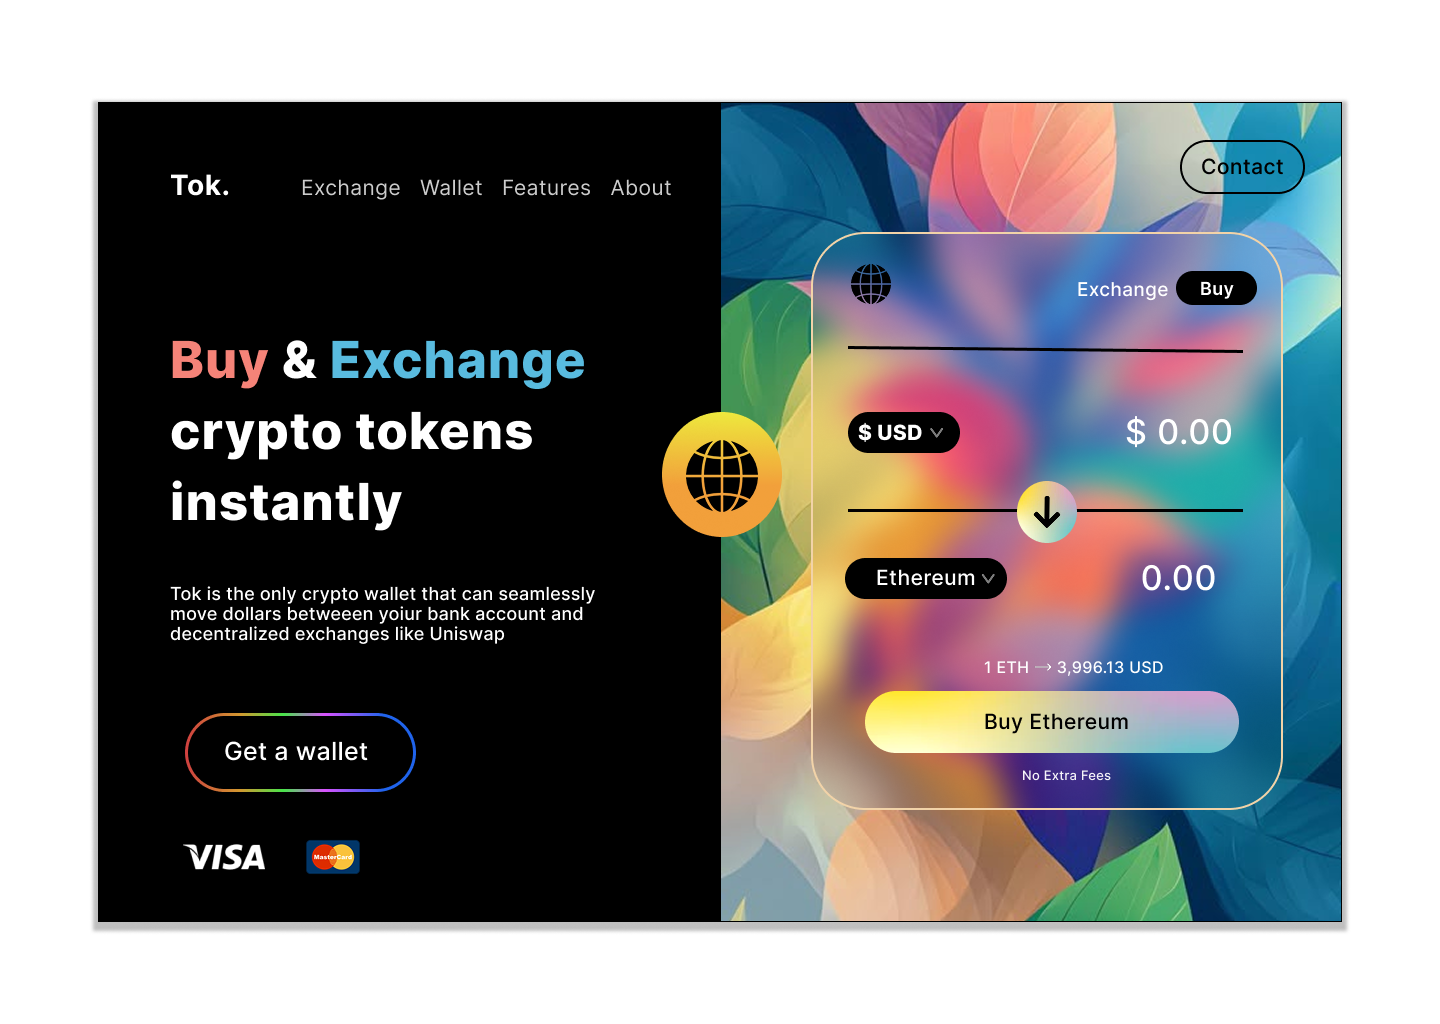 Tok.
Exchange Wallet Features About
Contact
Buy & Exchange
crypto tokens
instantly
Tok is the only crypto wallet that can seamlessly
move dollars betweeen yoiur bank account and
decentralized exchanges like Uniswap
Get a wallet
VISA
MasterCard
Exchange Buy
$ USD
$ 0.00
Ethereum
0.00
1 ETH → 3,996.13 USD
Buy Ethereum
No Extra Fees